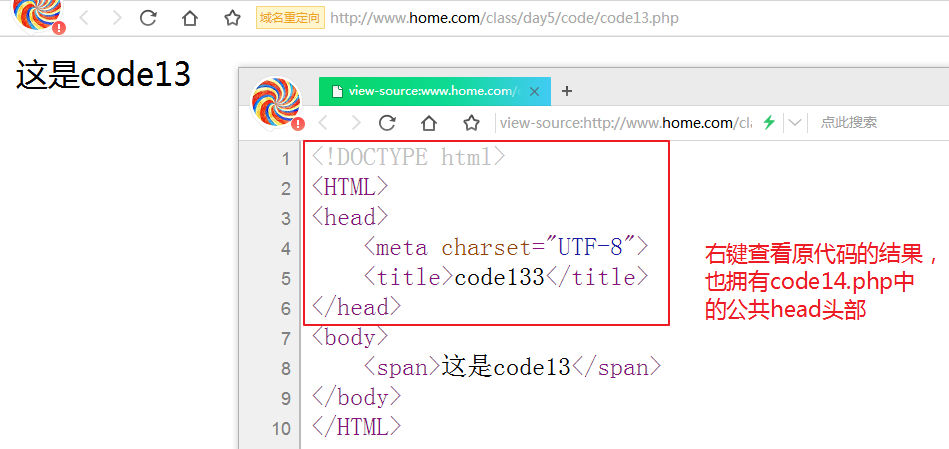 域名重定向 http://www.home.com/class/day5/code/code13.php
这是code13
view-source:www.home.com/
view-source:http://www.home.com/cla 点此搜索
1 <!DOCTYPE html>
2 <HTML>
3 <head>
4 <meta charset="UTF-8">
5 <title>code133</title>
6 </head>
7 <body>
8 <span>这是code13</span>
9 </body>
10 </HTML>
右键查看原代码的结果，
也拥有code14.php中
的公共head头部